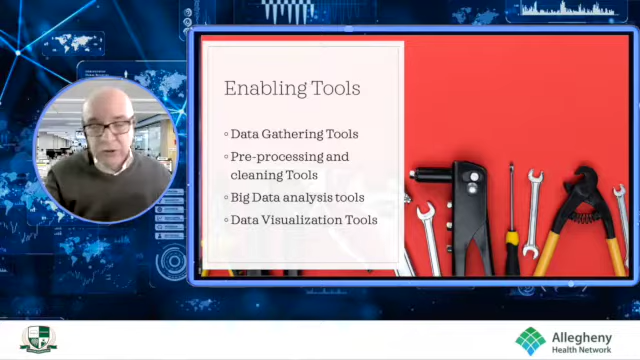 Enabling Tools
Data Gathering Tools
Pre-processing and
cleaning Tools
Big Data analysis tools
Data Visualization Tools
Allegheny
Health Network